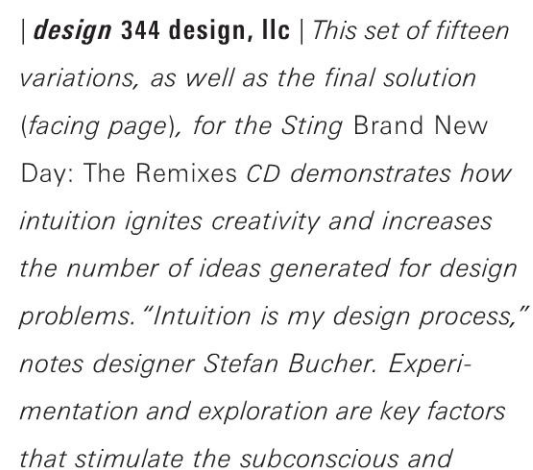 | design 344 design, llc | This set of fifteen
variations, as well as the final solution
(facing page), for the Sting Brand New
Day: The Remixes CD demonstrates how
intuition ignites creativity and increases
the number of ideas generated for design
problems. “Intuition is my design process,”
notes designer Stefan Bucher. Experi-
mentation and exploration are key factors
that stimulate the subconscious and